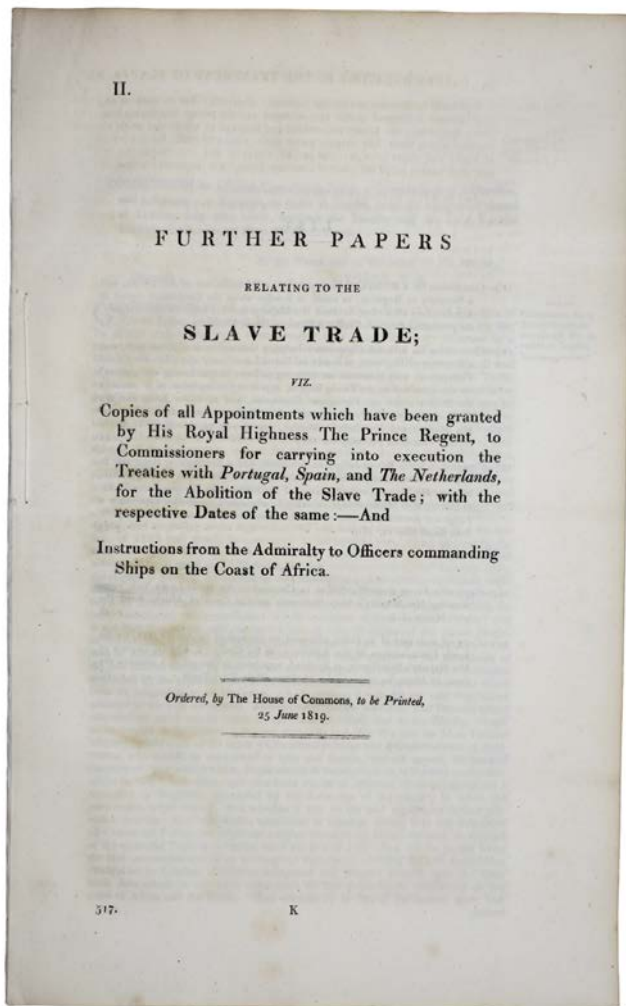 II.
FURTHER PAPERS
RELATING TO THE
SLAVE TRADE;
VIZ.
Copies of all Appointments which have been granted
by His Royal Highness The Prince Regent, to
Commissioners for carrying into execution the
Treaties with Portugal, Spain, and The Netherlands,
for the Abolition of the Slave Trade; with the
respective Dates of the same:—And
Instructions from the Admiralty to Officers commanding
Ships on the Coast of Africa.
Ordered, by The House of Commons, to be Printed,
25 June 1819.
517. K